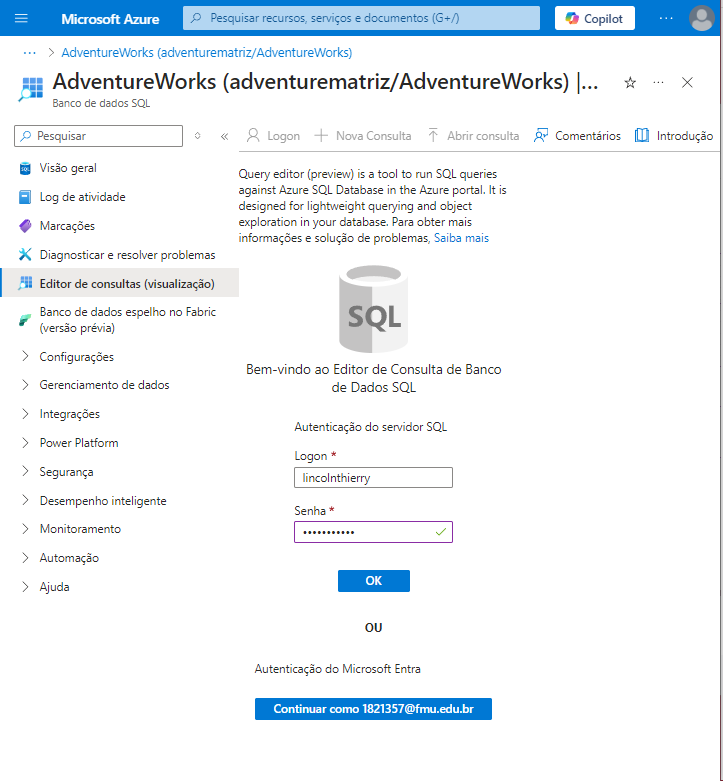 Microsoft Azure
Pesquisar recursos, serviços e documentos (G+/)
Copilot
AdventureWorks (adventurematriz/AdventureWorks)
AdventureWorks (adventurematriz/AdventureWorks) |...
Banco de dados SQL
Pesquisar
Logon
Nova Consulta
Abrir consulta
Comentários
Introdução
Visão geral
Log de atividade
Marcações
Diagnosticar e resolver problemas
Editor de consultas (visualização)
Banco de dados espelho no Fabric
(versão prévia)
Configurações
Gerenciamento de dados
Integrações
Power Platform
Segurança
Desempenho inteligente
Monitoramento
Automação
Ajuda
Query editor (preview) is a tool to run SQL queries
against Azure SQL Database in the Azure portal. It is
designed for lightweight querying and object
exploration in your database. Para obter mais
informações e solução de problemas, Saiba mais
SQL
Bem-vindo ao Editor de Consulta de Banco
de Dados SQL
Autenticação do servidor SQL
Logon *
lincolnthierry
Senha *
•••••••••••
OK
OU
Autenticação do Microsoft Entra
Continuar como 1821357@fmu.edu.br